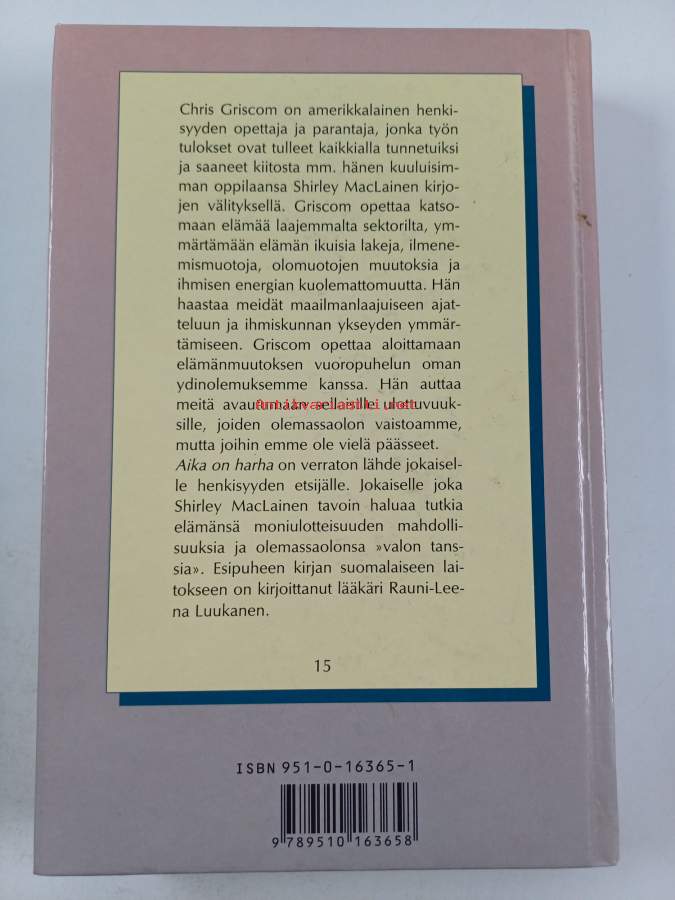 Chris Griscom on amerikkalainen henki-
syyden opettaja ja parantaja, jonka työn
tulokset ovat tulleet kaikkialla tunnetuiksi
ja saaneet kiitosta mm. hänen kuuluisim-
man oppilaansa Shirley MacLainen kirjo-
jen välityksellä. Griscom opettaa katso-
maan elämää laajemmalta sektorilta, ym-
märtämään elämän ikuisia lakeja, ilmene-
mismuotoja, olomuotojen muutoksia ja
ihmisen energian kuolemattomuutta. Hän
haastaa meidät maailmanlaajuiseen ajat-
teluun ja ihmiskunnan ykseyden ymmär-
tämiseen. Griscom opettaa aloittamaan
elämänmuutoksen vuoropuhelun oman
ydinolemuksemme kanssa. Hän auttaa
meitä avautumaan sellaisille ulottuvuuk-
Antikvariaatti.net
sille, joiden olemassaolon vaistoamme,
mutta joihin emme ole vielä päässeet.
Aika on harha on verraton lähde jokaisel-
le henkisyyden etsijälle. Jokaiselle joka
Shirley MacLainen tavoin haluaa tutkia
elämänsä moniulotteisuuden mahdolli-
suuksia ja olemassaolonsa »valon tans-
sia». Esipuheen kirjan suomalaiseen lai-
tokseen on kirjoittanut lääkäri Rauni-Lee-
na Luukanen.
15
ISBN 951-0-16365-1
9 789510 163658